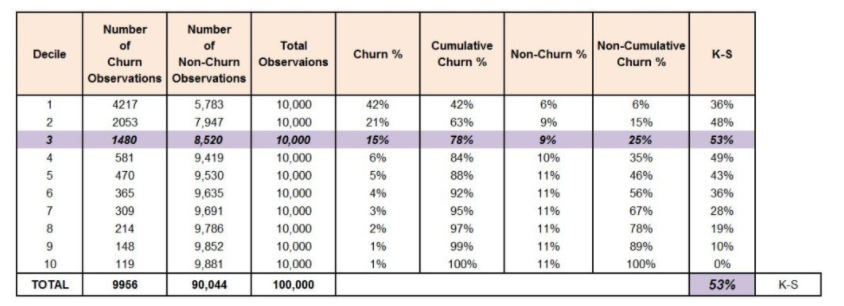 Decile Number of Churn Observations Number of Non-Churn Observations Total Observaions Churn % Cumulative Churn % Non-Churn % Non-Cumulative Churn % K-S
1 4217 5,783 10,000 42% 42% 6% 6% 36%
2 2053 7,947 10,000 21% 63% 9% 15% 48%
3 1480 8,520 10,000 15% 78% 9% 25% 53%
4 581 9,419 10,000 6% 84% 10% 35% 49%
5 470 9,530 10,000 5% 88% 11% 46% 43%
6 365 9,635 10,000 4% 92% 11% 56% 36%
7 309 9,691 10,000 3% 95% 11% 67% 28%
8 214 9,786 10,000 2% 97% 11% 78% 19%
9 148 9,852 10,000 1% 99% 11% 89% 10%
10 119 9,881 10,000 1% 100% 11% 100% 0%
TOTAL 9956 90,044 100,000 53% K-S